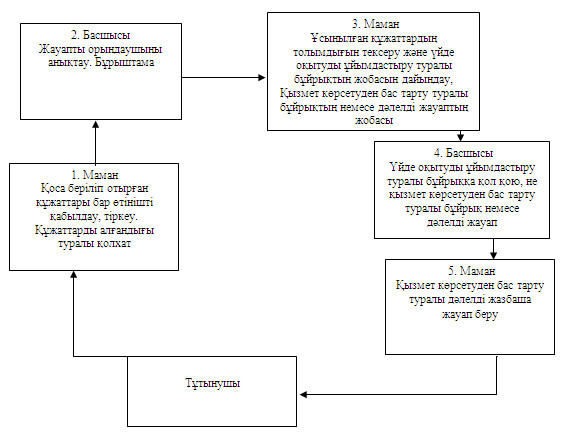 2. Басшысы
Жауапты орындаушыны
анықтау. Бұрыштама
3. Маман
Ұсынылған құжаттардың
толымдығын тексеру және үйде
оқытуды ұйымдастыру туралы
бұйрықтың жобасын дайындау,
Қызмет көрсетуден бас тарту туралы
бұйрықтың немесе дәлелді жауаптың
жобасы
1. Маман
Қоса беріліп отырған
құжаттары бар өтінішті
қабылдау, тіркеу.
Құжаттарды алғандығы
туралы қолхат
4. Басшысы
Үйде оқытуды ұйымдастыру
туралы бұйрыққа қол қою, не
қызмет көрсетуден бас тарту
туралы бұйрық немесе
дәлелді жауап
5. Маман
Қызмет көрсетуден бас тарту
туралы дәлелді жазбаша
жауап беру
Тұтынушы